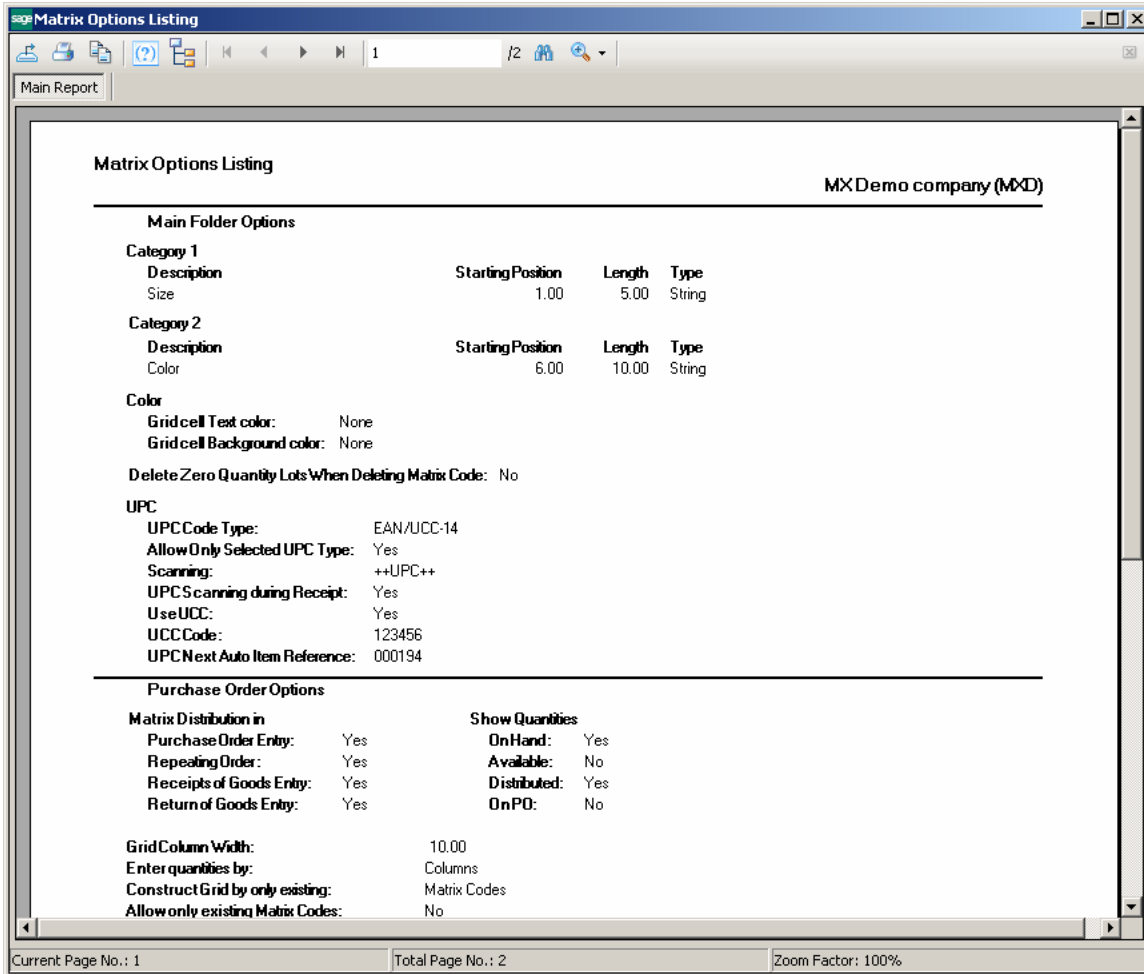 sage Matrix Options Listing
1 /2
Main Report
Matrix Options Listing
MX Demo company (MXD)
Main Folder Options
Category 1
Description Starting Position Length Type
Size 1.00 5.00 String
Category 2
Description Starting Position Length Type
Color 6.00 10.00 String
Color
Grid cell Text color: None
Grid cell Background color: None
Delete Zero Quantity Lots When Deleting Matrix Code: No
UPC
UPC Code Type: EAN/UCC-14
Allow Only Selected UPC Type: Yes
Scanning: ++UPC++
UPC Scanning during Receipt: Yes
Use UCC: Yes
UCC Code: 123456
UPC Next Auto Item Reference: 000194
Purchase Order Options
Matrix Distribution in Show Quantities
Purchase Order Entry: Yes On Hand: Yes
Repeating Order: Yes Available: No
Receipts of Goods Entry: Yes Distributed: Yes
Return of Goods Entry: Yes On PO: No
Grid Column Width: 10.00
Enter quantities by: Columns
Construct Grid by only existing: Matrix Codes
Allow only existing Matrix Codes: No
Current Page No.: 1 Total Page No.: 2 Zoom Factor: 100%